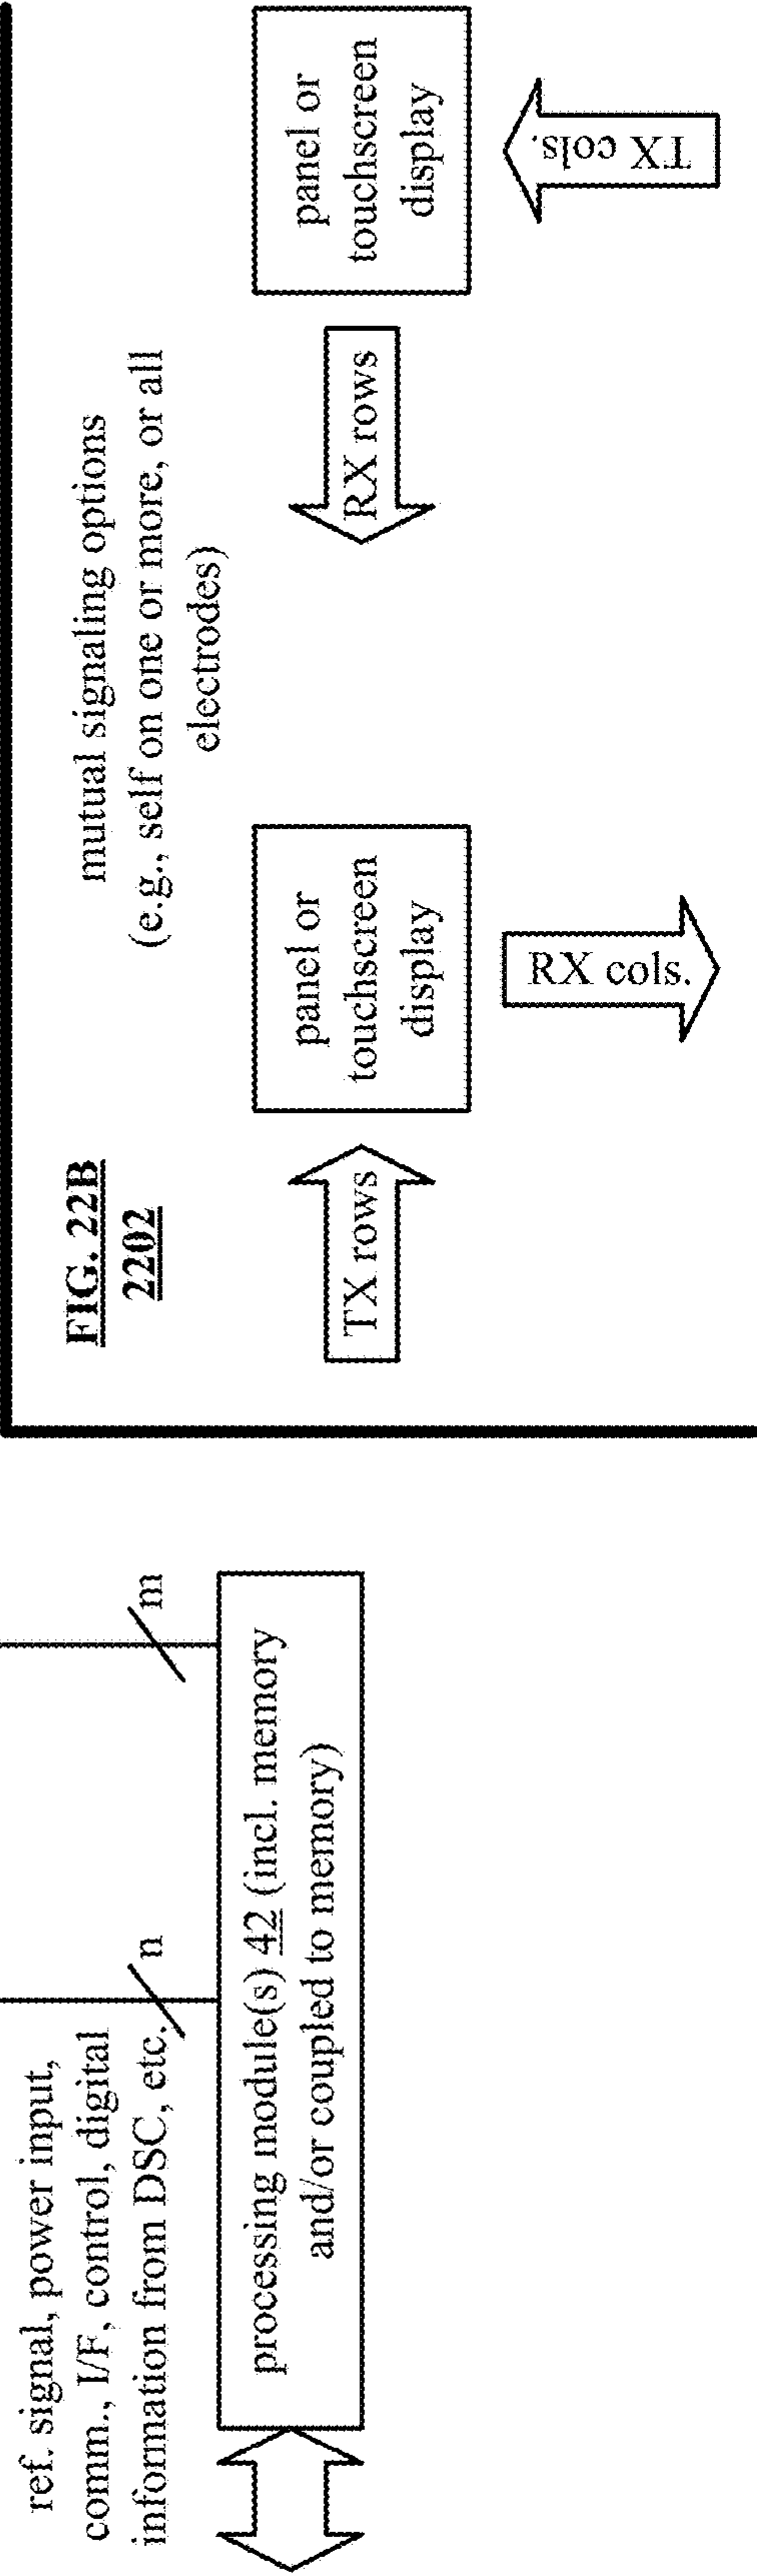 ref. signal, power input,
comm., I/F, control, digital
information from DSC, etc.
n
m
processing module(s) 42 (incl. memory
and/or coupled to memory)
FIG. 22B
2202
mutual signaling options
(e.g., self on one or more, or all
electrodes)
TX rows
panel or
touchscreen
display
RX cols.
RX rows
panel or
touchscreen
display
TX cols.